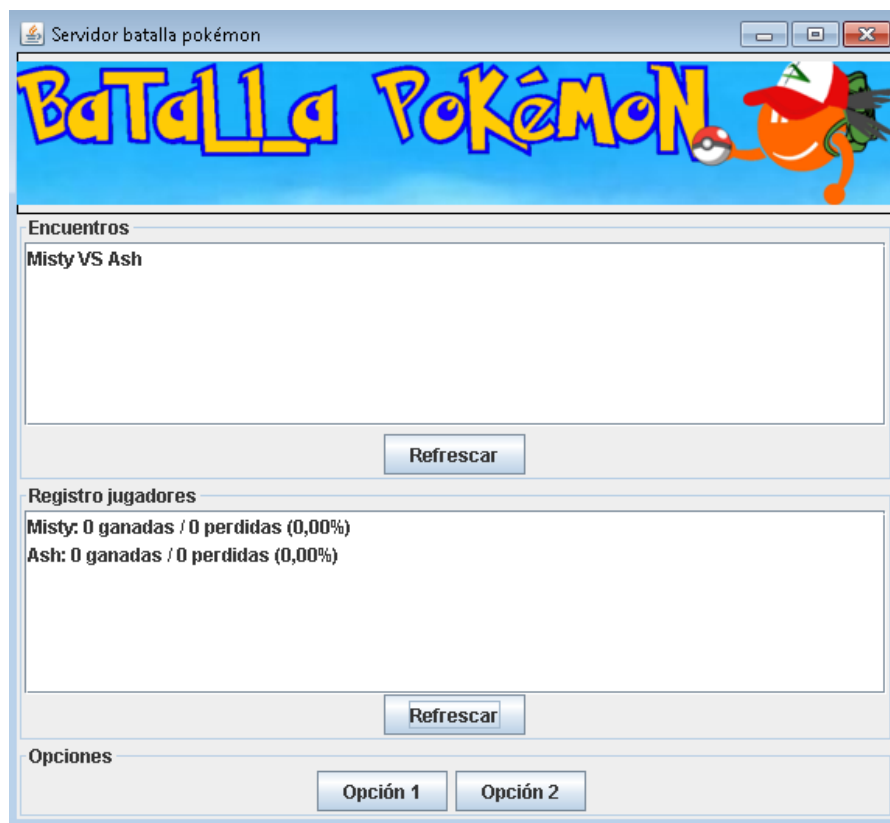 Servidor batalla pokémon
BaTaLLa PoKéMoN
A
Encuentros
Misty VS Ash
Refrescar
Registro jugadores
Misty: 0 ganadas / 0 perdidas (0,00%)
Ash: 0 ganadas / 0 perdidas (0,00%)
Refrescar
Opciones
Opción 1 Opción 2